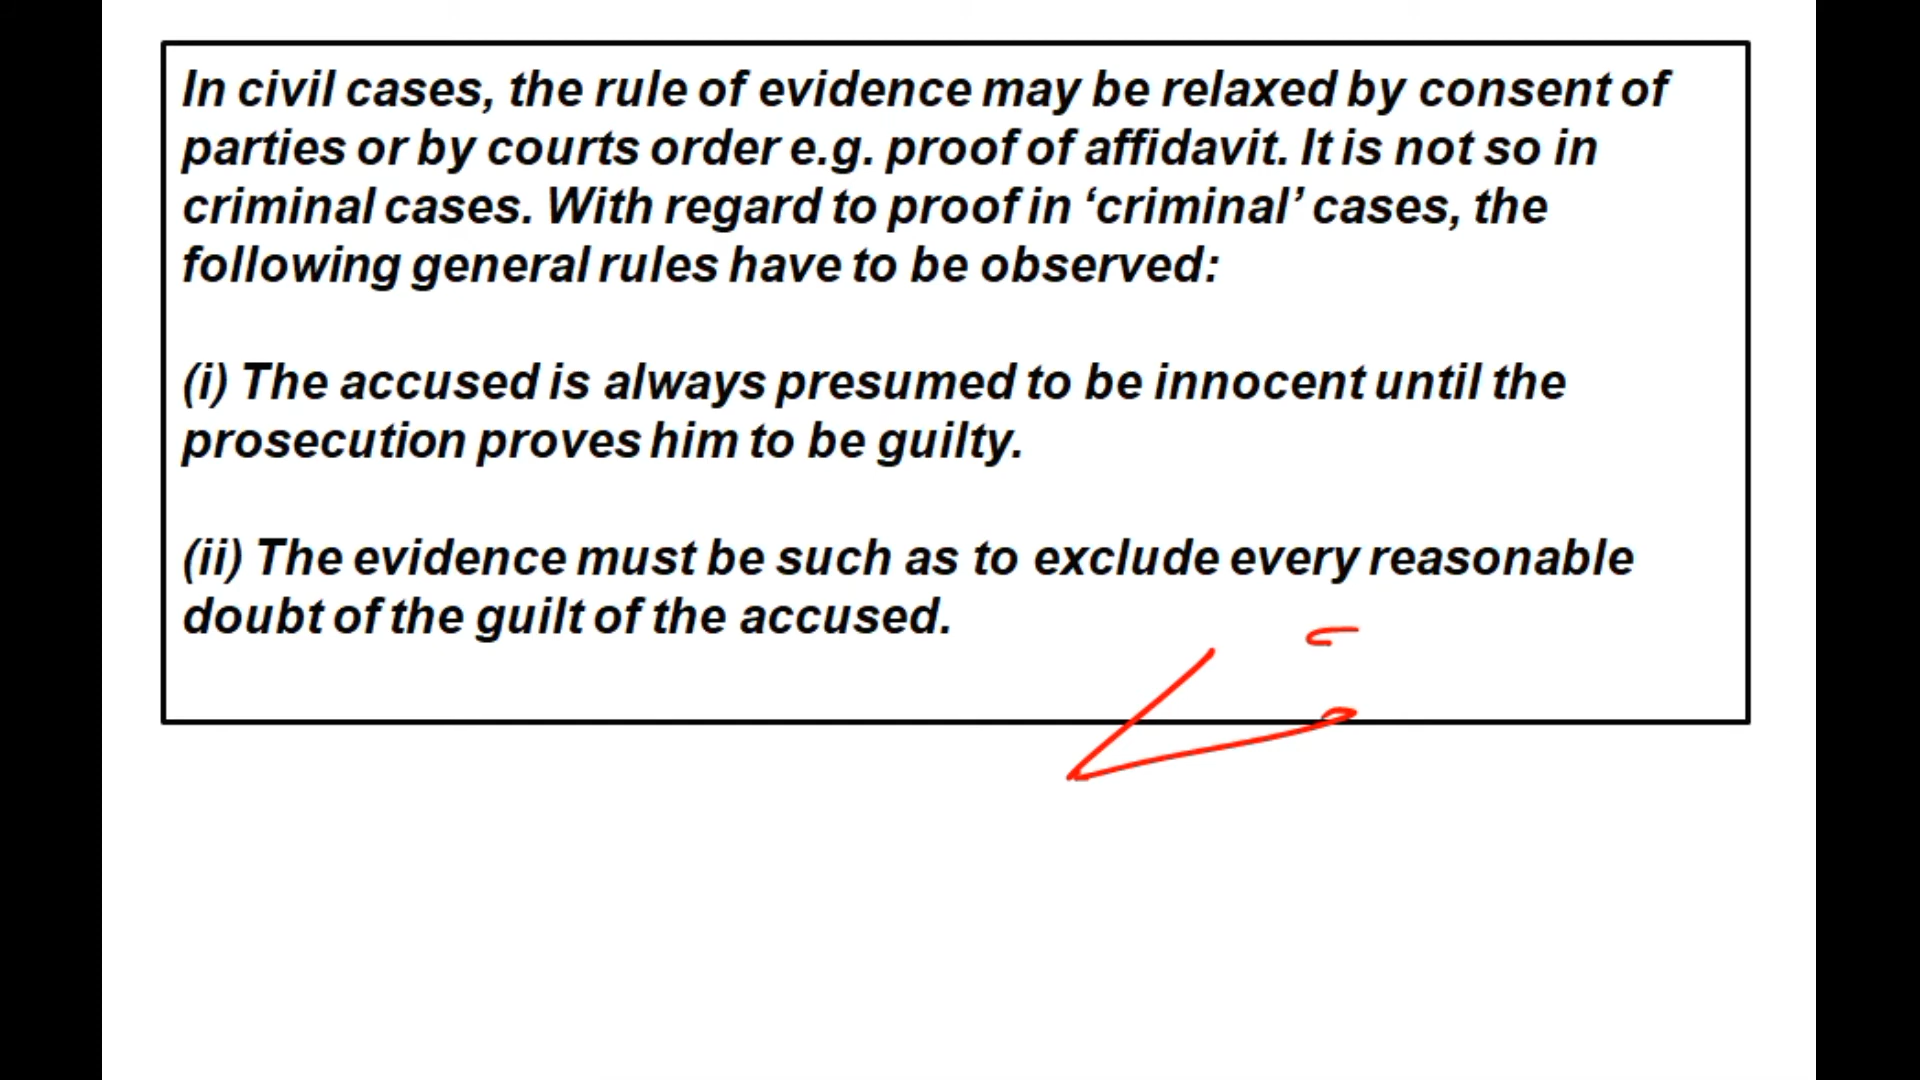 In civil cases, the rule of evidence may be relaxed by consent of
parties or by courts order e.g. proof of affidavit. It is not so in
criminal cases. With regard to proof in ‘criminal’ cases, the
following general rules have to be observed:
(i) The accused is always presumed to be innocent until the
prosecution proves him to be guilty.
(ii) The evidence must be such as to exclude every reasonable
doubt of the guilt of the accused.